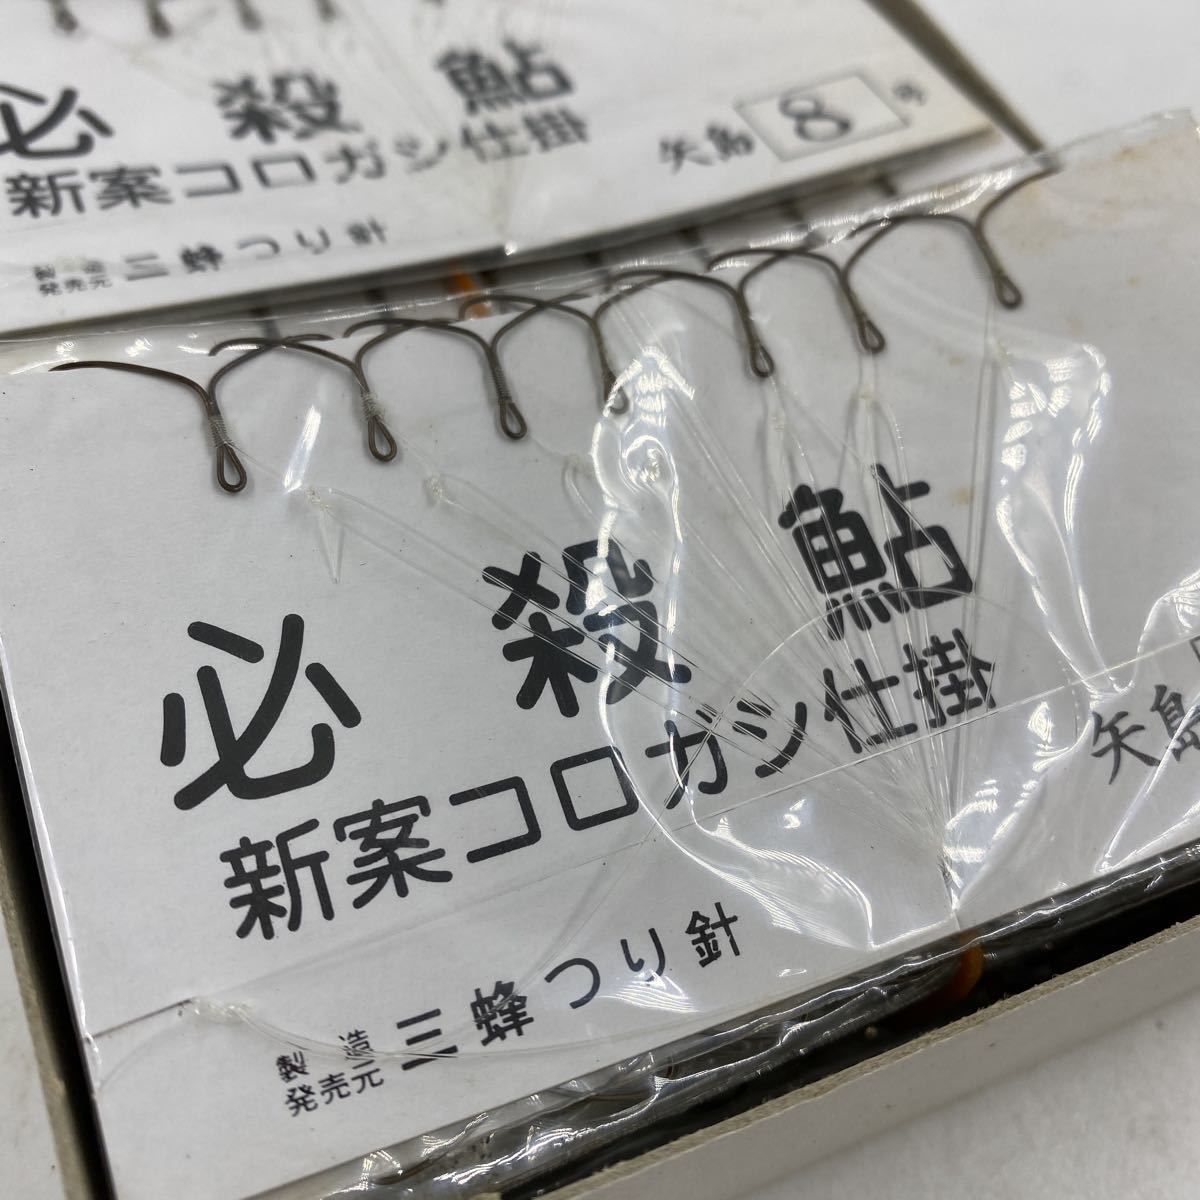 必殺鮎
新案コロガシ仕掛
矢島 8 号
製造
発売元 三蜂つり針
必殺鮎
新案コロガシ仕掛
矢島
製造
発売元 三蜂つり針